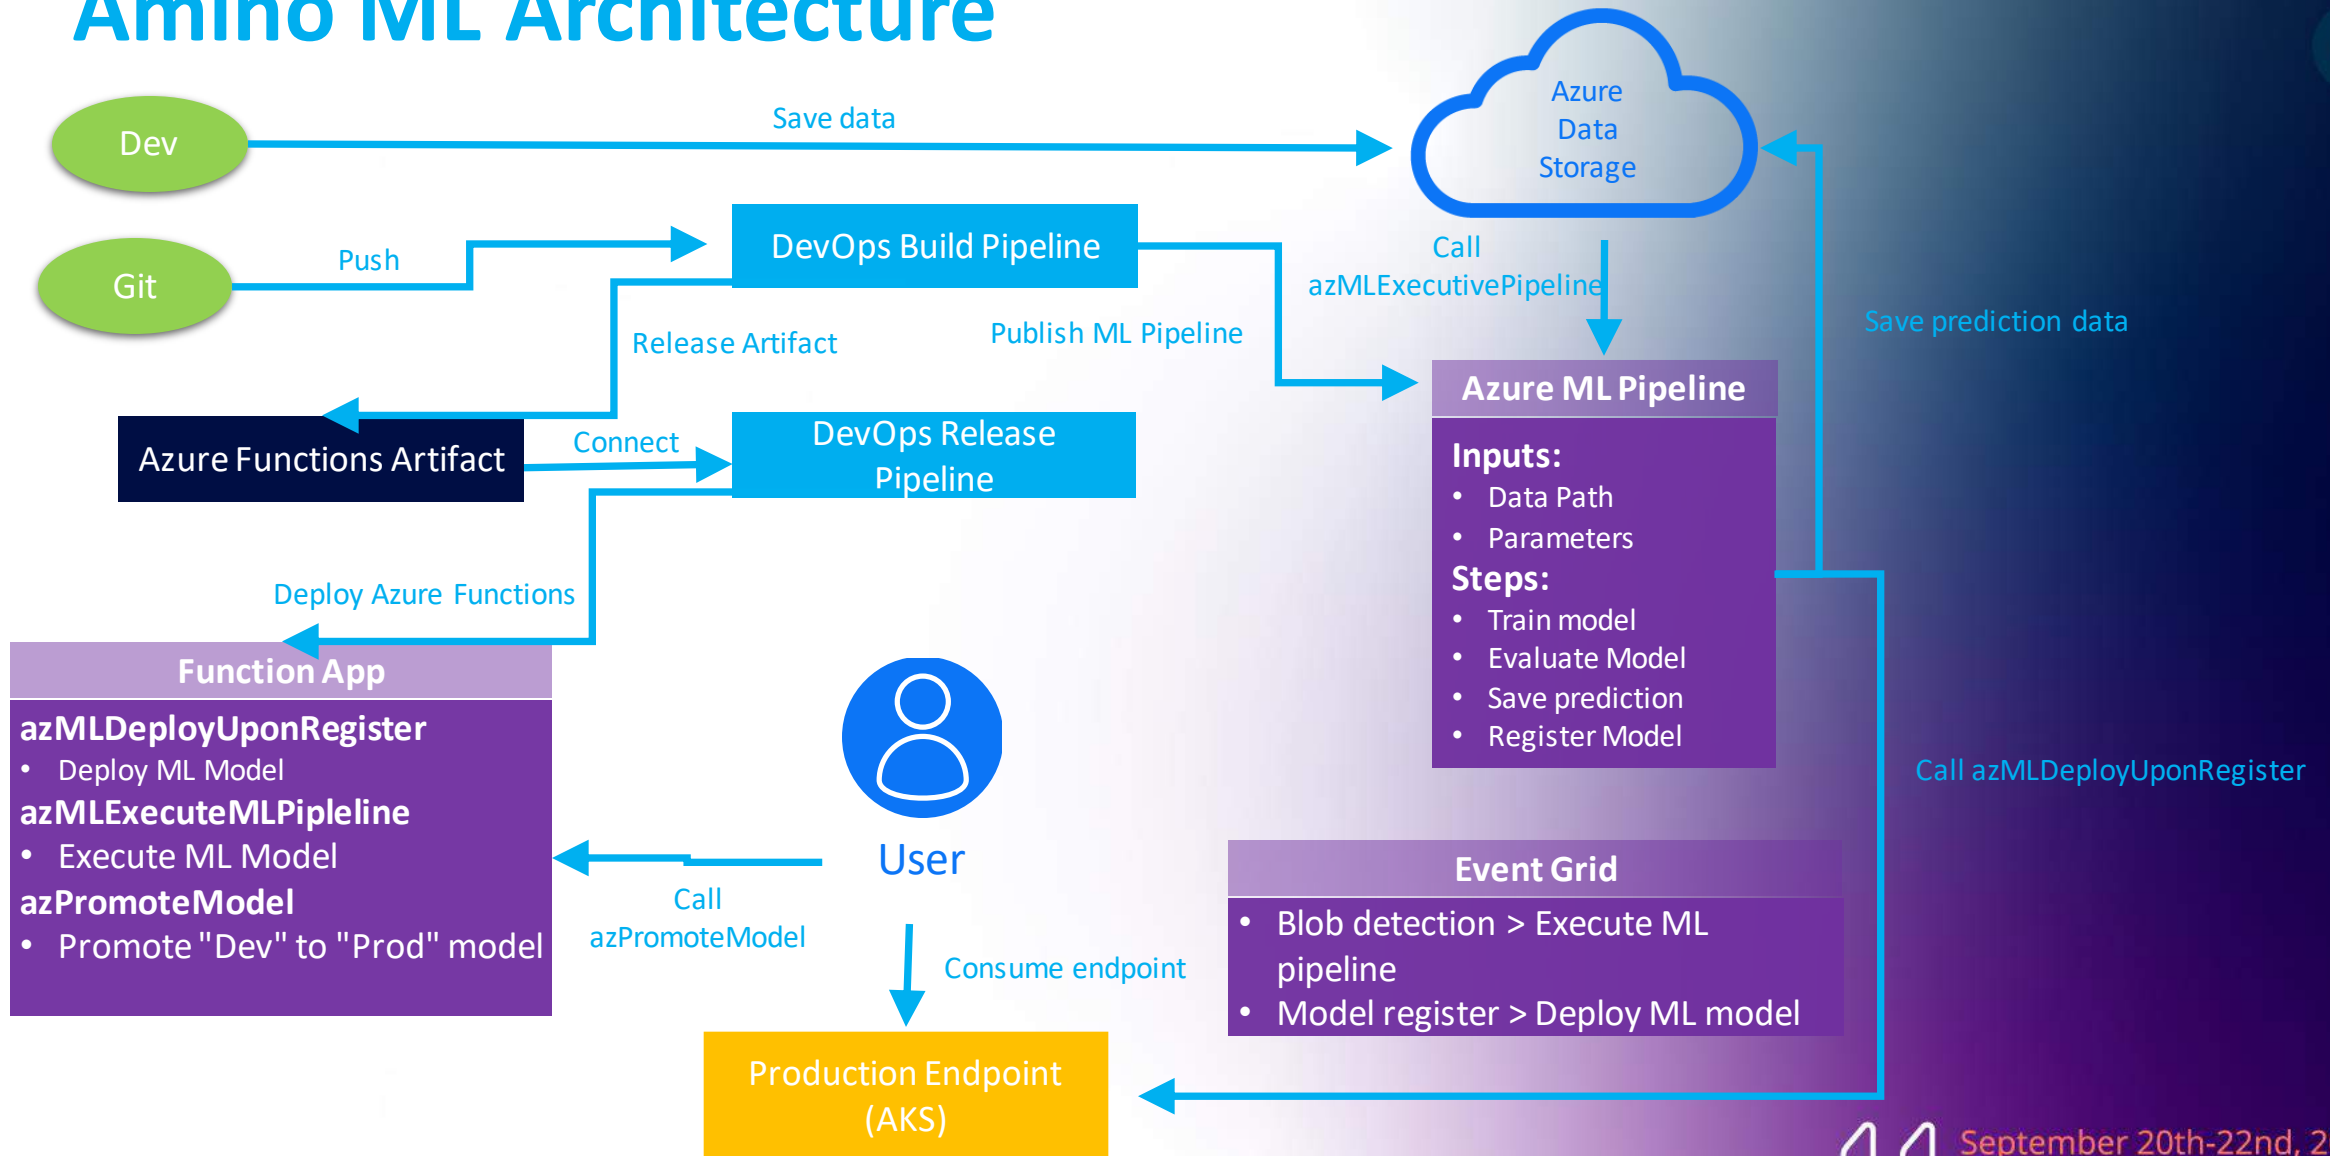 Amino ML Architecture
Dev
Save data
Azure
Data
Storage
Git
Push
DevOps Build Pipeline
Call
azMLExecutivePipeline
Release Artifact
Publish ML Pipeline
Save prediction data
Azure Functions Artifact
Connect
DevOps Release
Pipeline
Azure ML Pipeline
Inputs:
• Data Path
• Parameters
Steps:
• Train model
• Evaluate Model
• Save prediction
• Register Model
Deploy Azure Functions
Function App
azMLDeployUponRegister
• Deploy ML Model
azMLExecuteMLPipleline
• Execute ML Model
azPromoteModel
• Promote "Dev" to "Prod" model
User
Call
azPromoteModel
Consume endpoint
Call azMLDeployUponRegister
Event Grid
• Blob detection > Execute ML
pipeline
• Model register > Deploy ML model
Production Endpoint
(AKS)
September 20th-22nd, 2